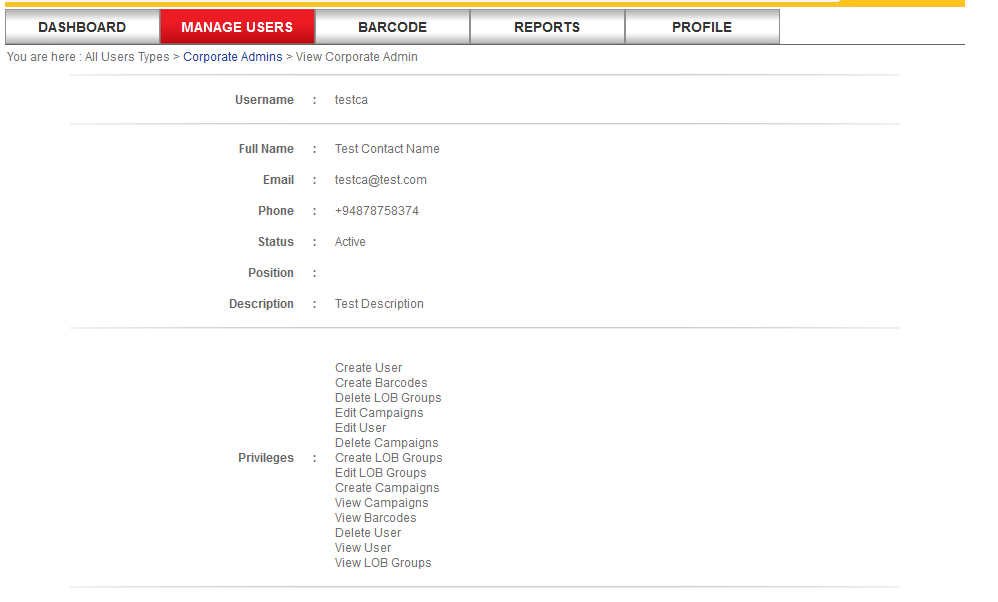 DASHBOARD MANAGE USERS BARCODE REPORTS PROFILE
You are here : All Users Types > Corporate Admins > View Corporate Admin
Username : testca
Full Name : Test Contact Name
Email : testca@test.com
Phone : +94878758374
Status : Active
Position :
Description : Test Description
Create User
Create Barcodes
Delete LOB Groups
Edit Campaigns
Edit User
Delete Campaigns
Privileges : Create LOB Groups
Edit LOB Groups
Create Campaigns
View Campaigns
View Barcodes
Delete User
View User
View LOB Groups